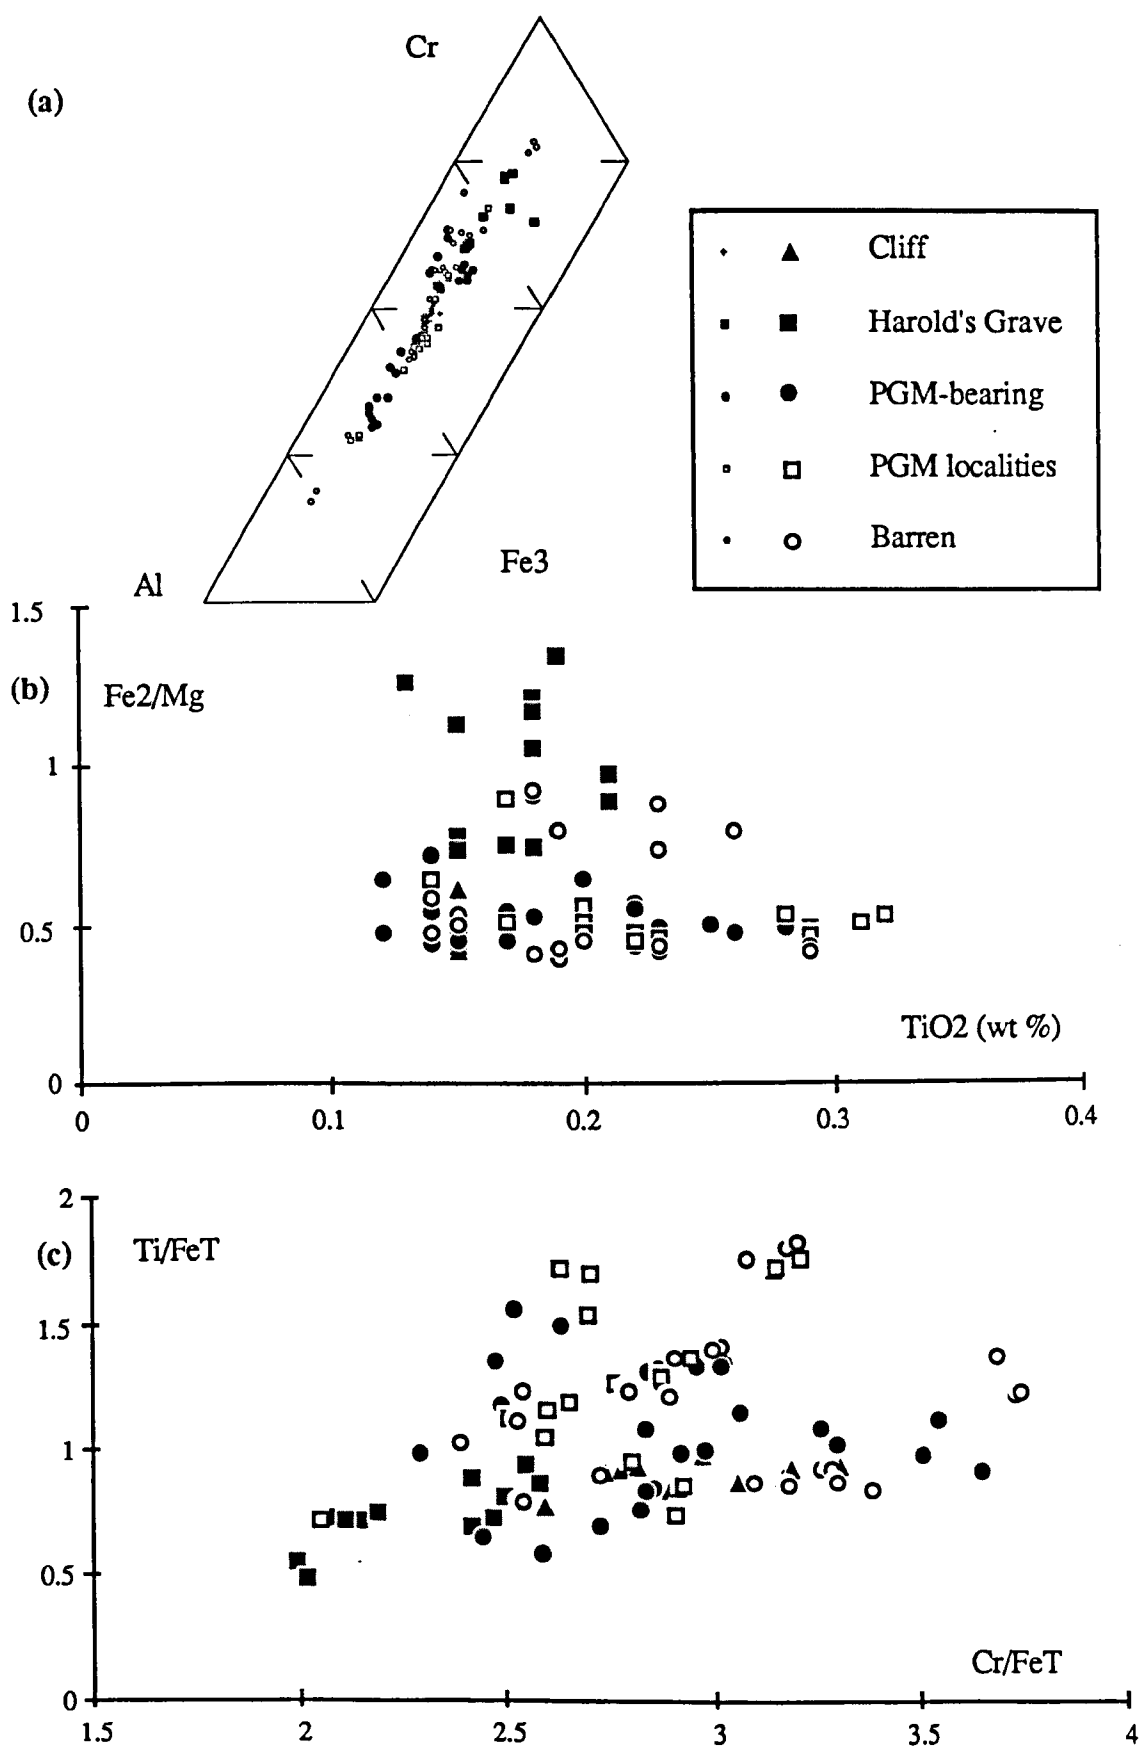 Cr
(a)
Cliff
Harold's Grave
PGM-bearing
PGM localities
Barren
Fe3
Al
1.5
(b)
Fe2/Mg
1
0.5
TiO2 (wt %)
0
0 0.1 0.2 0.3 0.4
2
(c)
Ti/FeT
1.5
1
0.5
Cr/FeT
0
1.5 2 2.5 3 3.5 4